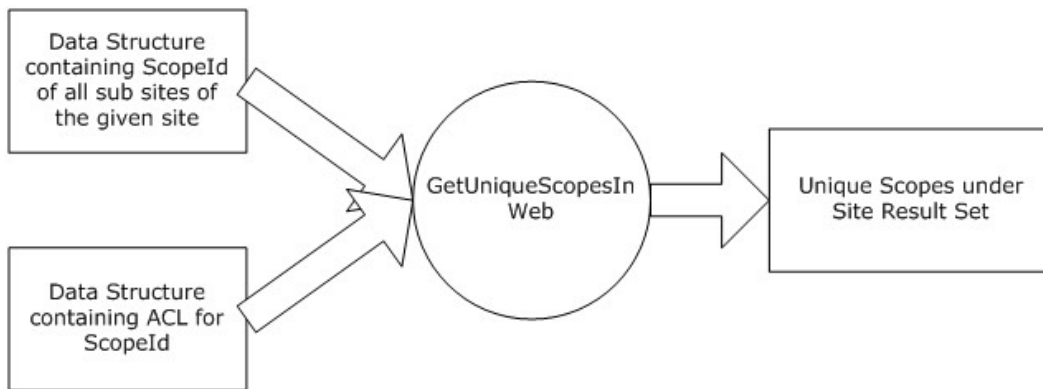 Data Structure
containing ScopeId
of all sub sites of
the given site
GetUniqueScopesIn
Web
Unique Scopes under
Site Result Set
Data Structure
containing ACL for
ScopeId